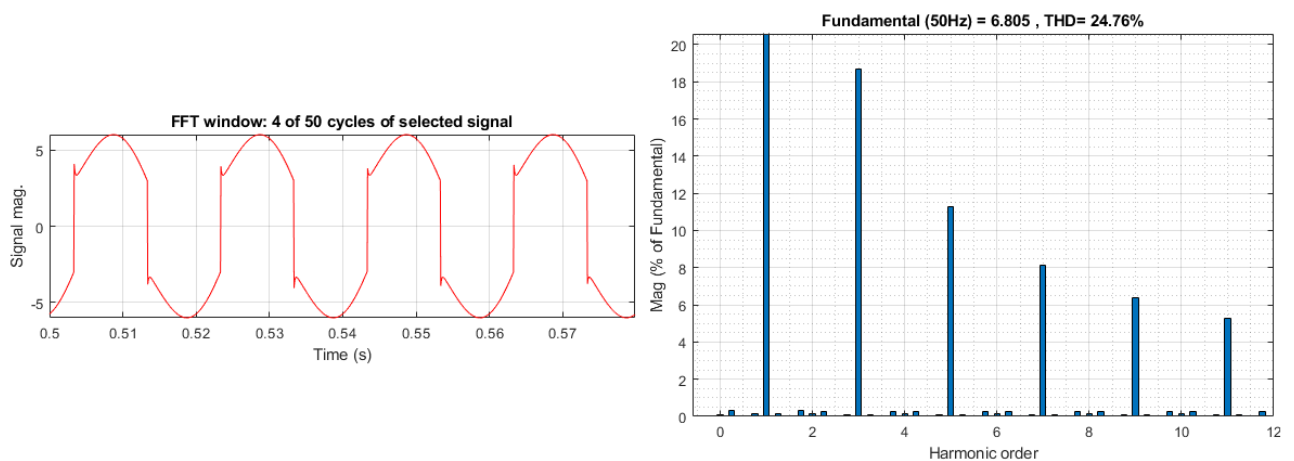 FFT window: 4 of 50 cycles of selected signal
5
0
-5
Signal mag.
0.5 0.51 0.52 0.53 0.54 0.55 0.56 0.57
Time (s)
Fundamental (50Hz) = 6.805 , THD= 24.76%
20
18
16
14
12
10
8
6
4
2
0
Mag (% of Fundamental)
0 2 4 6 8 10 12
Harmonic order